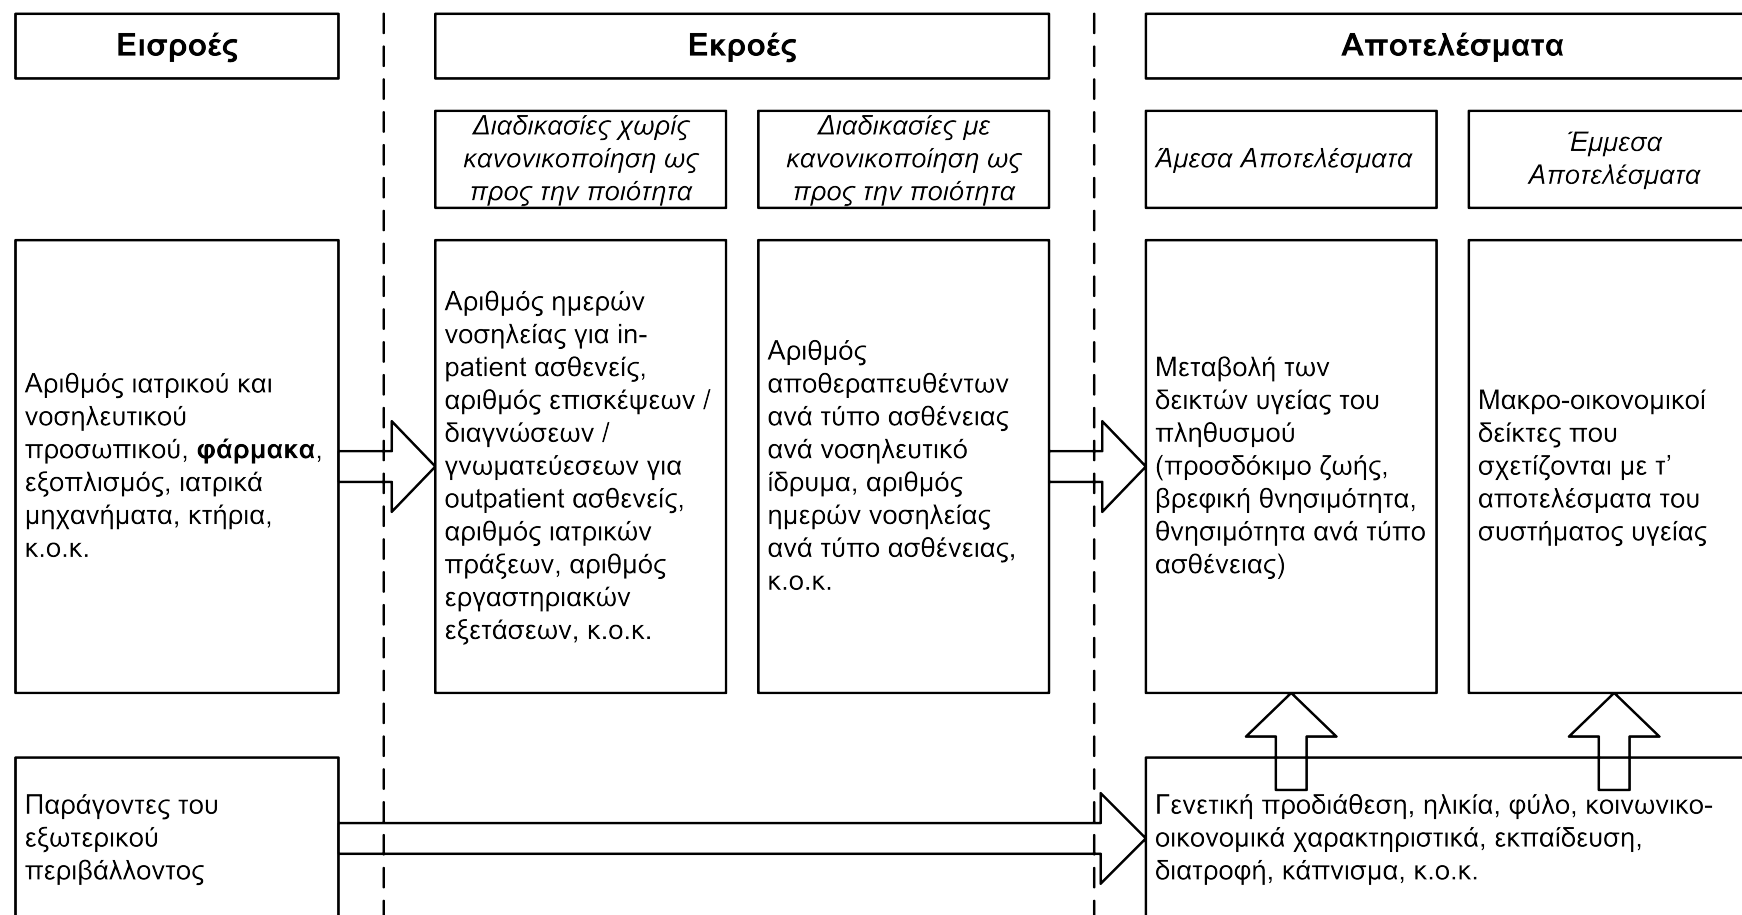 Εισροές
Εκροές
Αποτελέσματα
Διαδικασίες χωρίς
κανονικοποίηση ως
προς την ποιότητα
Διαδικασίες με
κανονικοποίηση ως
προς την ποιότητα
Άμεσα Αποτελέσματα
Έμμεσα
Αποτελέσματα
Αριθμός ιατρικού και
νοσηλευτικού
προσωπικού, φάρμακα,
εξοπλισμός, ιατρικά
μηχανήματα, κτήρια,
κ.ο.κ.
Αριθμός ημερών
νοσηλείας για in-
patient ασθενείς,
αριθμός επισκέψεων /
διαγνώσεων /
γνωματεύεσεων για
outpatient ασθενείς,
αριθμός ιατρικών
πράξεων, αριθμός
εργαστηριακών
εξετάσεων, κ.ο.κ.
Αριθμός
αποθεραπευθέντων
ανά τύπο ασθένειας
ανά νοσηλευτικό
ίδρυμα, αριθμός
ημερών νοσηλείας
ανά τύπο ασθένειας,
κ.ο.κ.
Μεταβολή των
δεικτών υγείας του
πληθυσμού
(προσδόκιμο ζωής,
βρεφική θνησιμότητα,
θνησιμότητα ανά τύπο
ασθένειας)
Μακρο-οικονομικοί
δείκτες που
σχετίζονται με τ’
αποτελέσματα του
συστήματος υγείας
Παράγοντες του
εξωτερικού
περιβάλλοντος
Γενετική προδιάθεση, ηλικία, φύλο, κοινωνικο-
οικονομικά χαρακτηριστικά, εκπαίδευση,
διατροφή, κάπνισμα, κ.ο.κ.